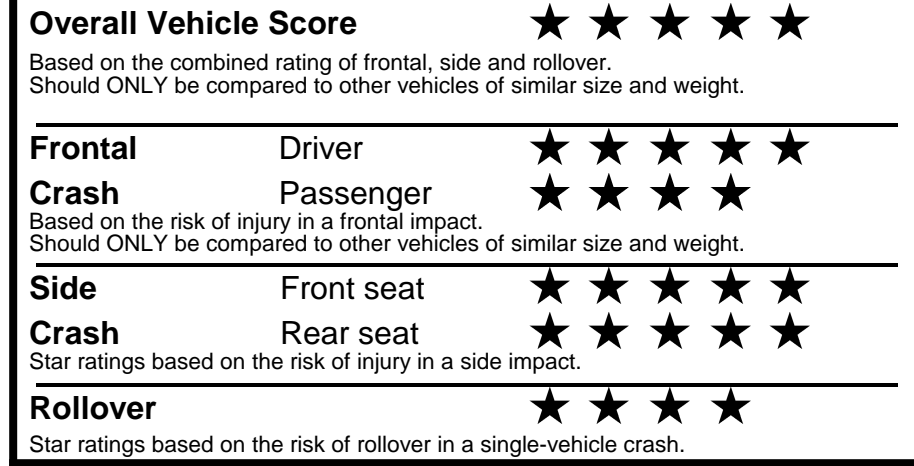 Overall Vehicle Score ★ ★ ★ ★ ★
Based on the combined rating of frontal, side and rollover.
Should ONLY be compared to other vehicles of similar size and weight.
Frontal Driver ★ ★ ★ ★ ★
Crash Passenger ★ ★ ★ ★
Based on the risk of injury in a frontal impact.
Should ONLY be compared to other vehicles of similar size and weight.
Side Front seat ★ ★ ★ ★ ★
Crash Rear seat ★ ★ ★ ★ ★
Star ratings based on the risk of injury in a side impact.
Rollover ★ ★ ★ ★
Star ratings based on the risk of rollover in a single-vehicle crash.